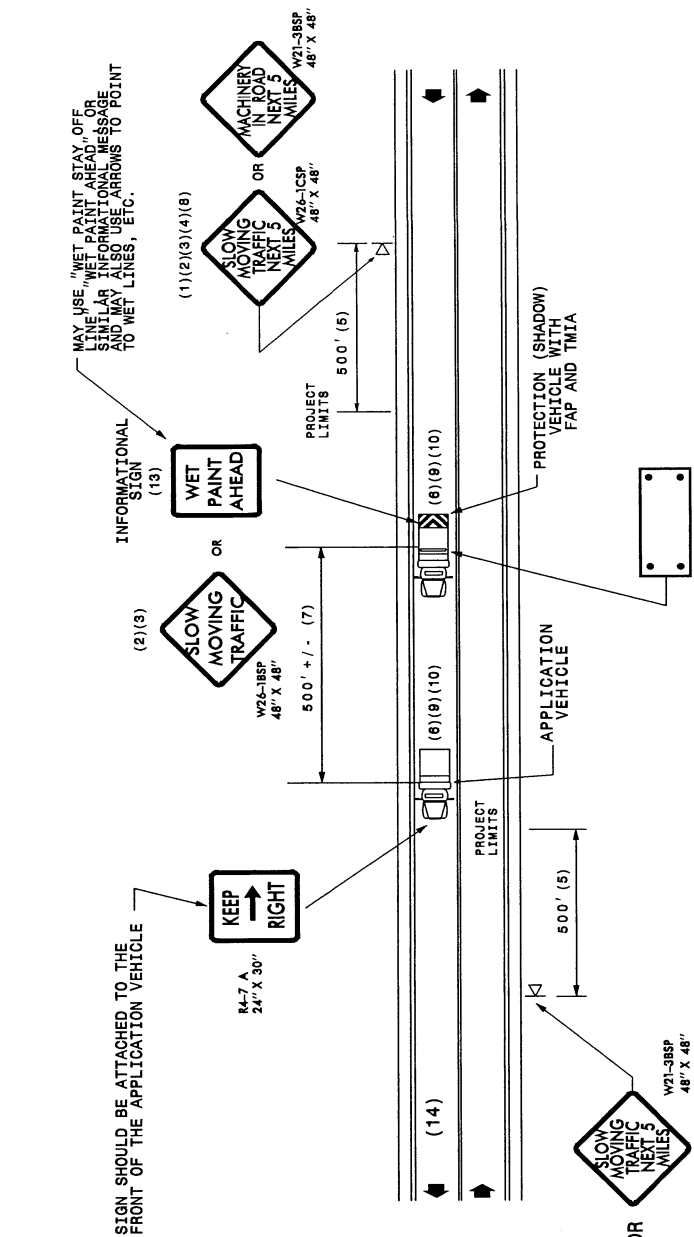 MAY USE "WET PAINT STAY OFF
LINE" "WET PAINT AHEAD" OR
SIMILAR INFORMATIONAL MESSAGE
AND MAY ALSO USE ARROWS TO POINT
TO WET LINES, ETC.
MACHINERY
IN ROAD
NEXT 5
MILES
W21-3BSP
48" X 48"
OR
(1)(2)(3)(4)(8)
SLOW
MOVING
TRAFFIC
NEXT 5
MILES
W26-1CSP
48" X 48"
500' (5)
PROJECT
LIMITS
INFORMATIONAL
SIGN
(13)
WET
PAINT
AHEAD
OR
(2)(3)
SLOW
MOVING
TRAFFIC
W26-1BSP
48" X 48"
500' +/- (7)
(6)(9)(10)
PROTECTION (SHADOW)
VEHICLE WITH
FAP AND TMIA
(6)(9)(10)
APPLICATION
VEHICLE
SIGN SHOULD BE ATTACHED TO THE
FRONT OF THE APPLICATION VEHICLE
KEEP
RIGHT
R4-7 A
24" X 30"
PROJECT
LIMITS
500' (5)
(14)
SLOW
MOVING
TRAFFIC
NEXT 5
MILES
W21-3BSP
48" X 48"
OR